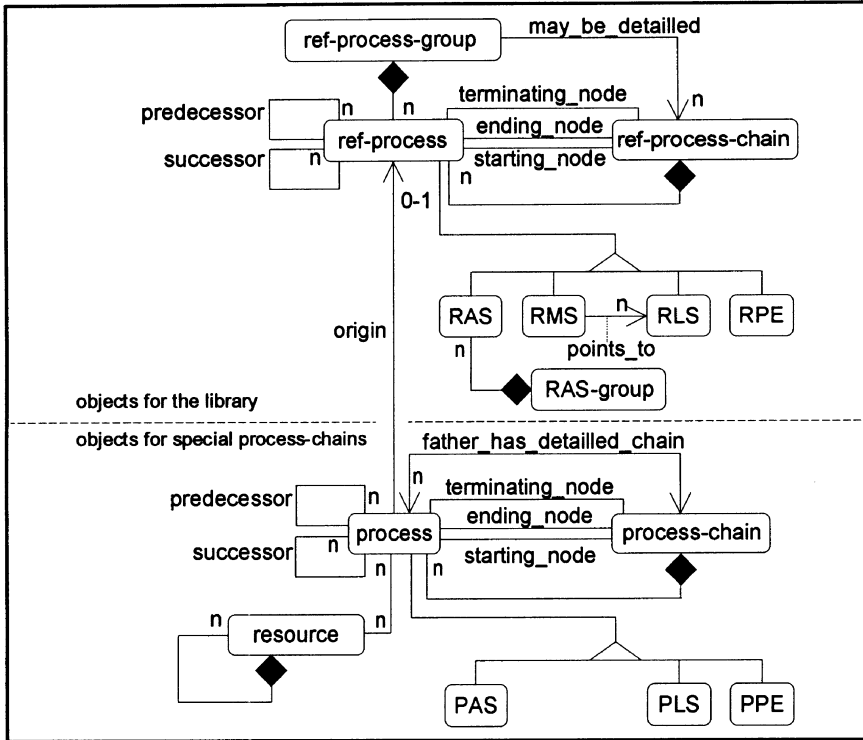 may_be_detailled
ref-process-group
n
n
n
predecessor
n
terminating_node
ref-process
ending_node
ref-process-chain
successor
n
starting_node
n
0-1
origin
RAS
RMS
n
RLS
RPE
n
points_to
RAS-group
objects for the library
objects for special process-chains
father_has_detailled_chain
n
predecessor
n
terminating_node
process
ending_node
process-chain
successor
n
starting_node
n
n
n
resource
n
PAS
PLS
PPE